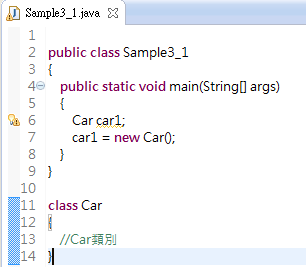 Sample3_1.java
1
2 public class Sample3_1
3 {
4 public static void main(String[] args)
5 {
6 Car car1;
7 car1 = new Car();
8 }
9 }
10
11 class Car
12 {
13 //Car類別
14 }